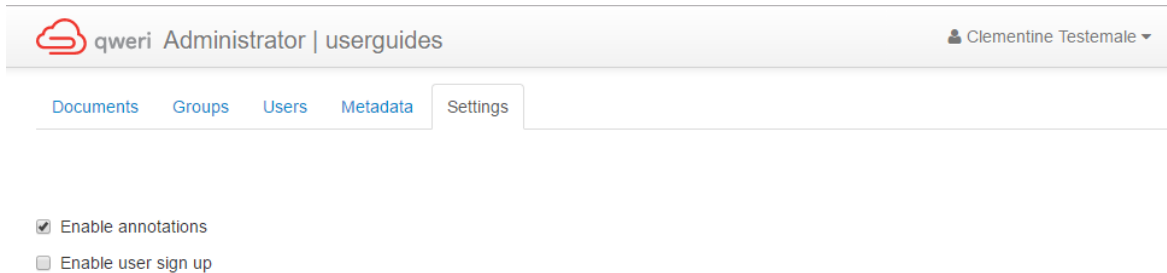 qweri Administrator | userguides
Clementine Testemale
Documents Groups Users Metadata Settings
Enable annotations
Enable user sign up